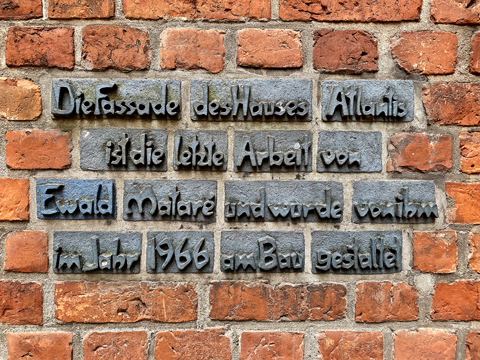 Die Fassade des Hauses Atlantis
ist die letzte Arbeit von
Ewald Mataré und wurde von ihm
im Jahr 1966 am Bau gestaltet